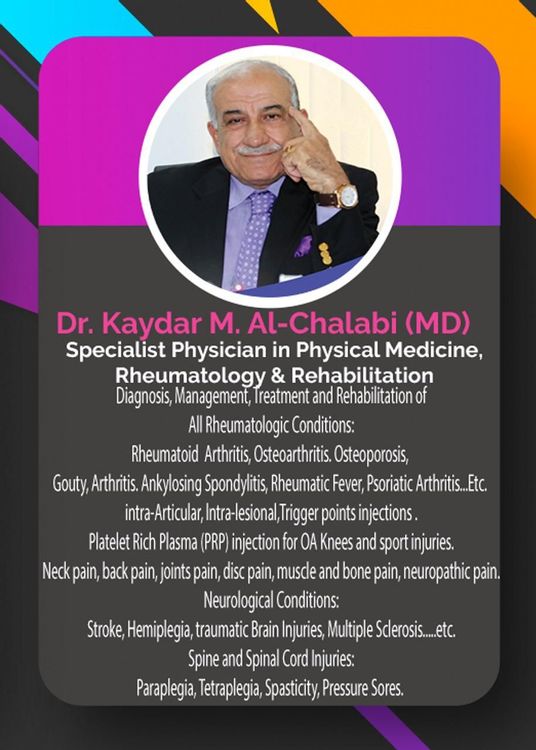 Dr. Kaydar M. Al-Chalabi (MD)
Specialist Physician in Physical Medicine,
Rheumatology & Rehabilitation
Diagnosis, Management, Treatment and Rehabilitation of
All Rheumatologic Conditions:
Rheumatoid Arthritis, Osteoarthritis. Osteoporosis,
Gouty, Arthritis. Ankylosing Spondylitis, Rheumatic Fever, Psoriatic Arthritis...Etc.
intra-Articular, Intra-lesional,Trigger points injections .
Platelet Rich Plasma (PRP) injection for OA Knees and sport injuries.
Neck pain, back pain, joints pain, disc pain, muscle and bone pain, neuropathic pain.
Neurological Conditions:
Stroke, Hemiplegia, traumatic Brain Injuries, Multiple Sclerosis.....etc.
Spine and Spinal Cord Injuries:
Paraplegia, Tetraplegia, Spasticity, Pressure Sores.